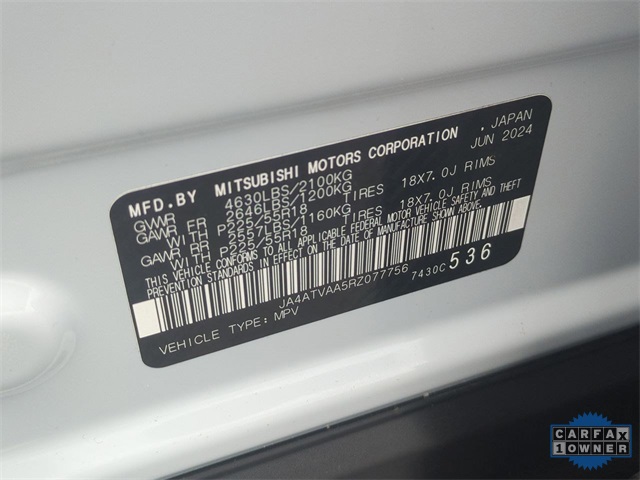 MFD.BY MITSUBISHI MOTORS CORPORATION , JAPAN
GVWR 4630LBS/2100KG JUN 2024
GAWR FR 2646LBS/1200KG
WITH P225/55R18 TIRES 18X7.0J RIMS
GAWR RR 2557LBS/1160KG
WITH P225/55R18 TIRES 18X7.0J RIMS
THIS VEHICLE CONFORMS TO ALL APPLICABLE FEDERAL MOTOR VEHICLE SAFETY AND THEFT
PREVENTION STANDARDS IN EFFECT ON THE DATE OF MANUFACTURE SHOWN ABOVE.
JA4ATVAA5RZ077756 7430C 536
VEHICLE TYPE: MPV
CARFAX
1 OWNER